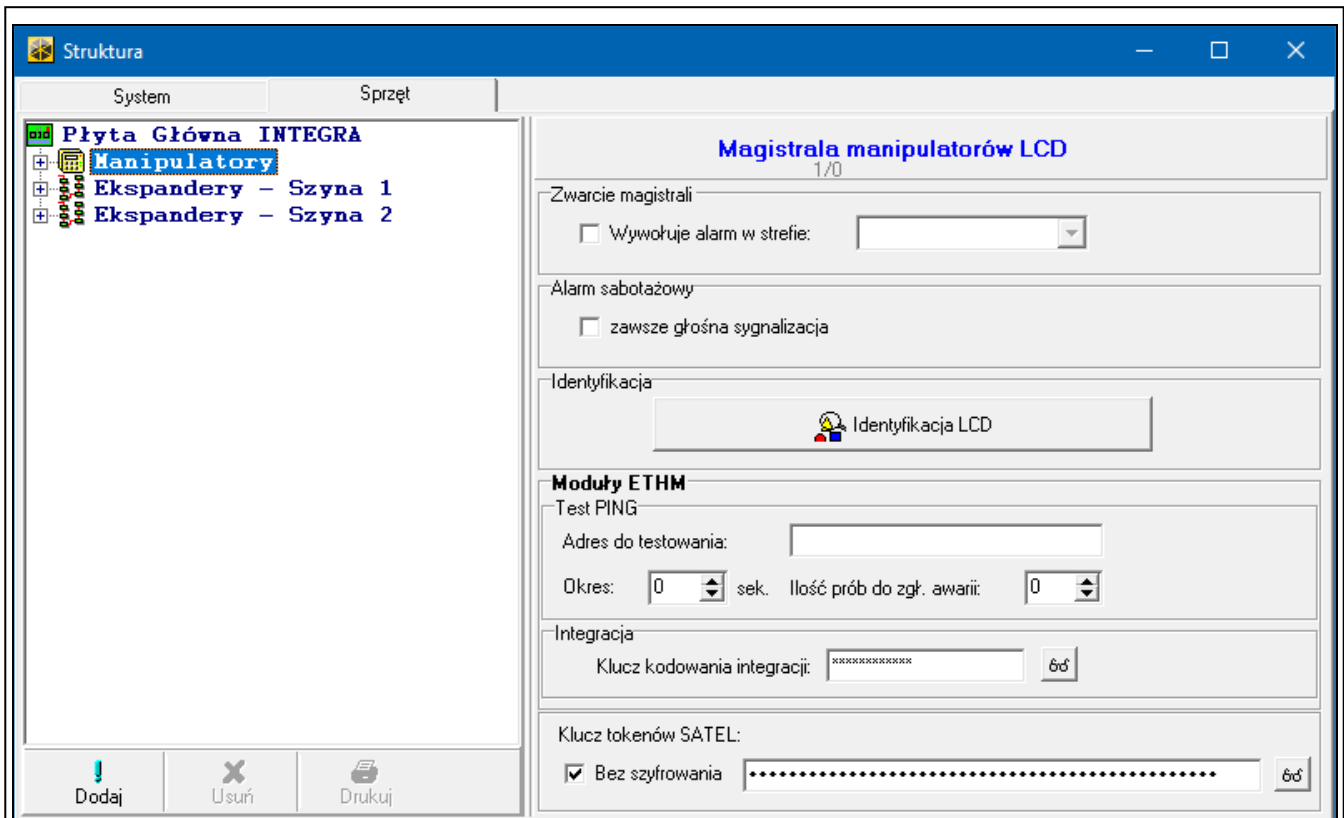 Struktura
System Sprzęt
Płyta Główna INTEGRA
Manipulatory
Ekspandery - Szyna 1
Ekspandery - Szyna 2
Dodaj Usuń Drukuj
Magistrala manipulatorów LCD
1/0
Zwarcie magistrali
Wywołuje alarm w strefie:
Alarm sabotażowy
zawsze głośna sygnalizacja
Identyfikacja
Identyfikacja LCD
Moduły ETHM
Test PING
Adres do testowania:
Okres: 0 sek. Ilość prób do zgł. awarii: 0
Integracja
Klucz kodowania integracji: ************
Klucz tokenów SATEL:
Bez szyfrowania ••••••••••••••••••••••••••••••••••••••••••••••••